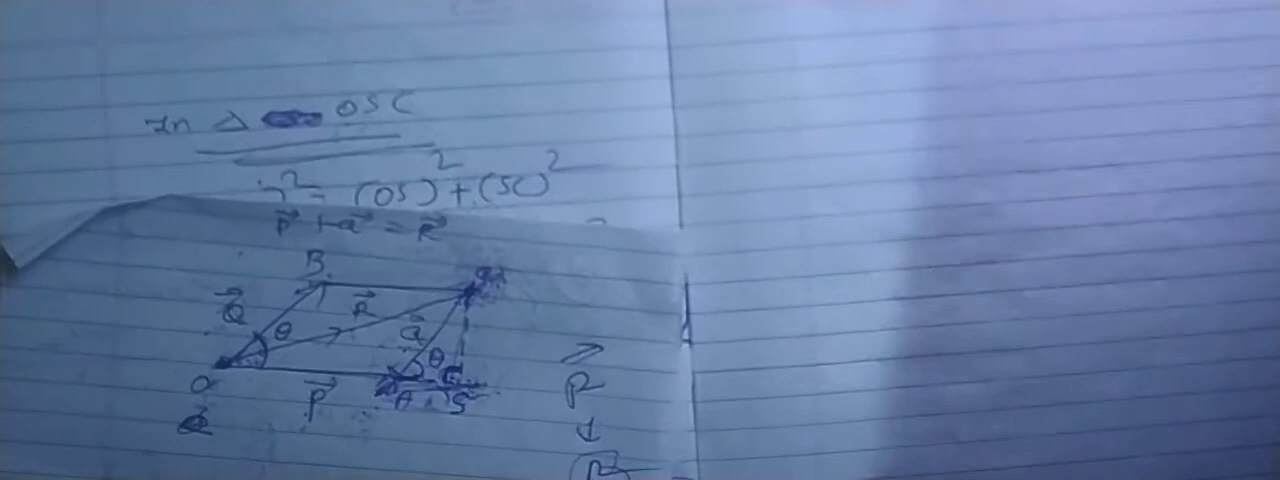 In Δ OSC
r² = (OS)² + (SC)²
P⃗ + Q⃗ = R⃗
B
Q⃗ θ R⃗ Q⃗
θ
O P⃗ A S
P